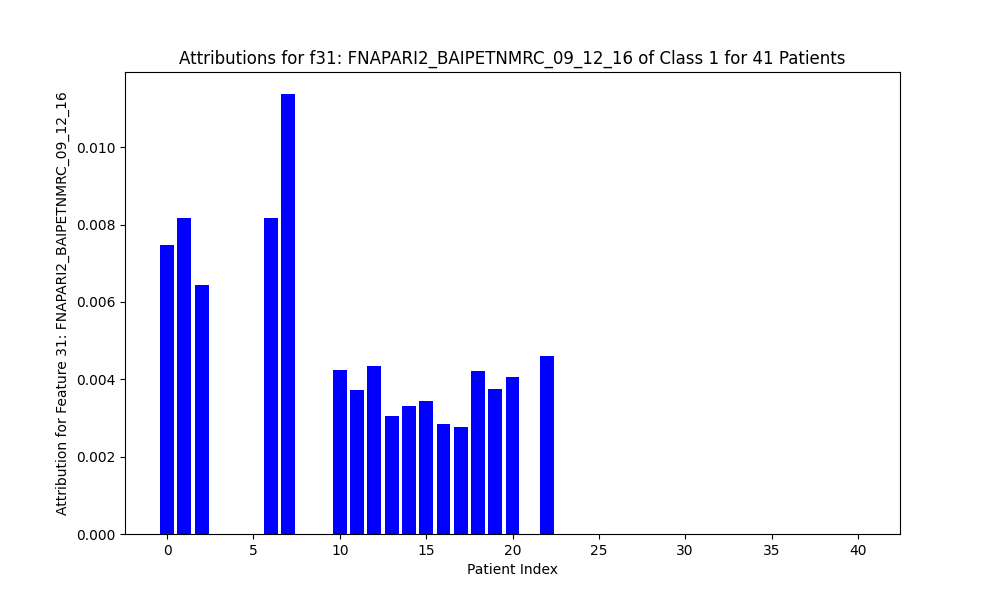 Attributions for f31: FNAPARI2_BAIPETNMRC_09_12_16 of Class 1 for 41 Patients
Attribution for Feature 31: FNAPARI2_BAIPETNMRC_09_12_16
0.010
0.008
0.006
0.004
0.002
0.000
0 5 10 15 20 25 30 35 40
Patient Index